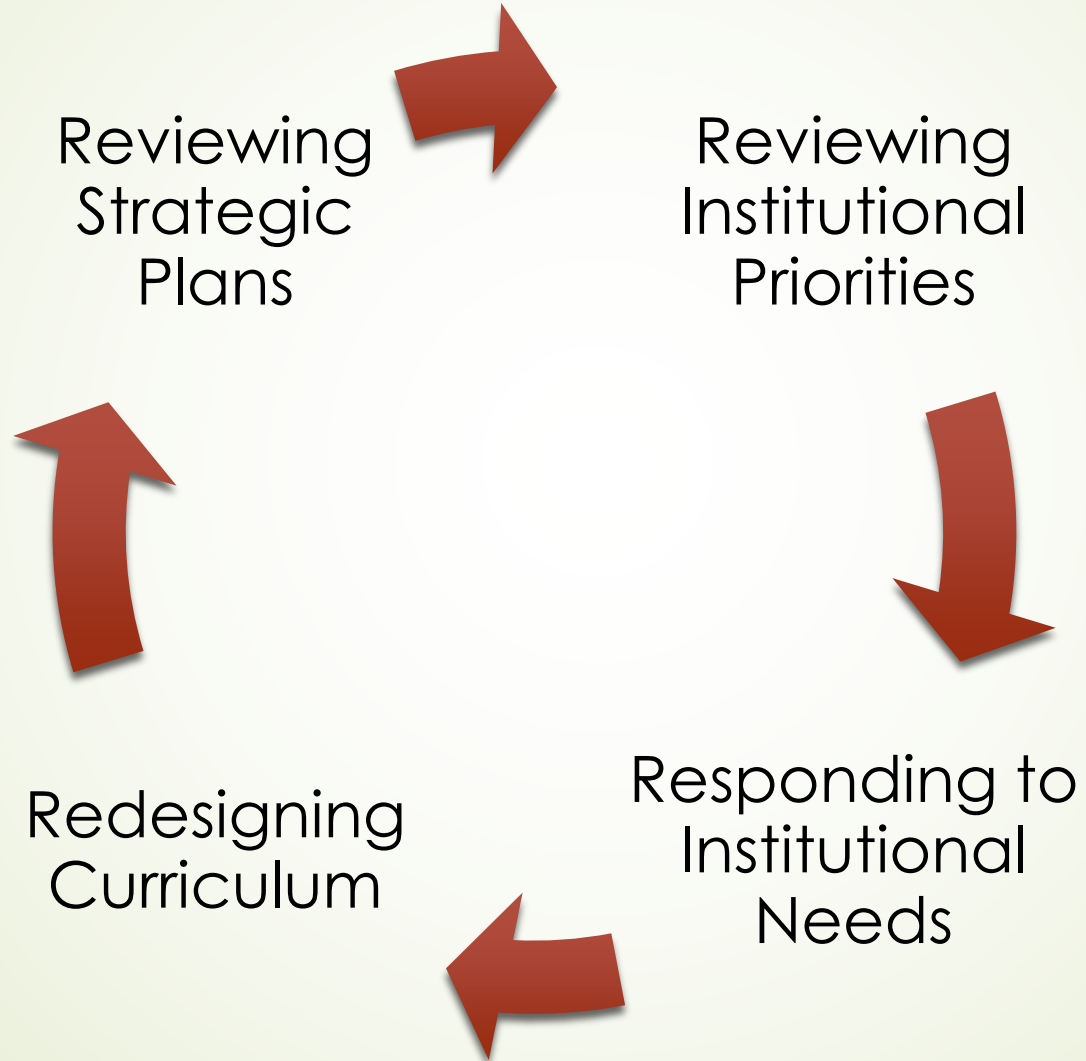 Reviewing
Strategic
Plans
Reviewing
Institutional
Priorities
Responding to
Institutional
Needs
Redesigning
Curriculum